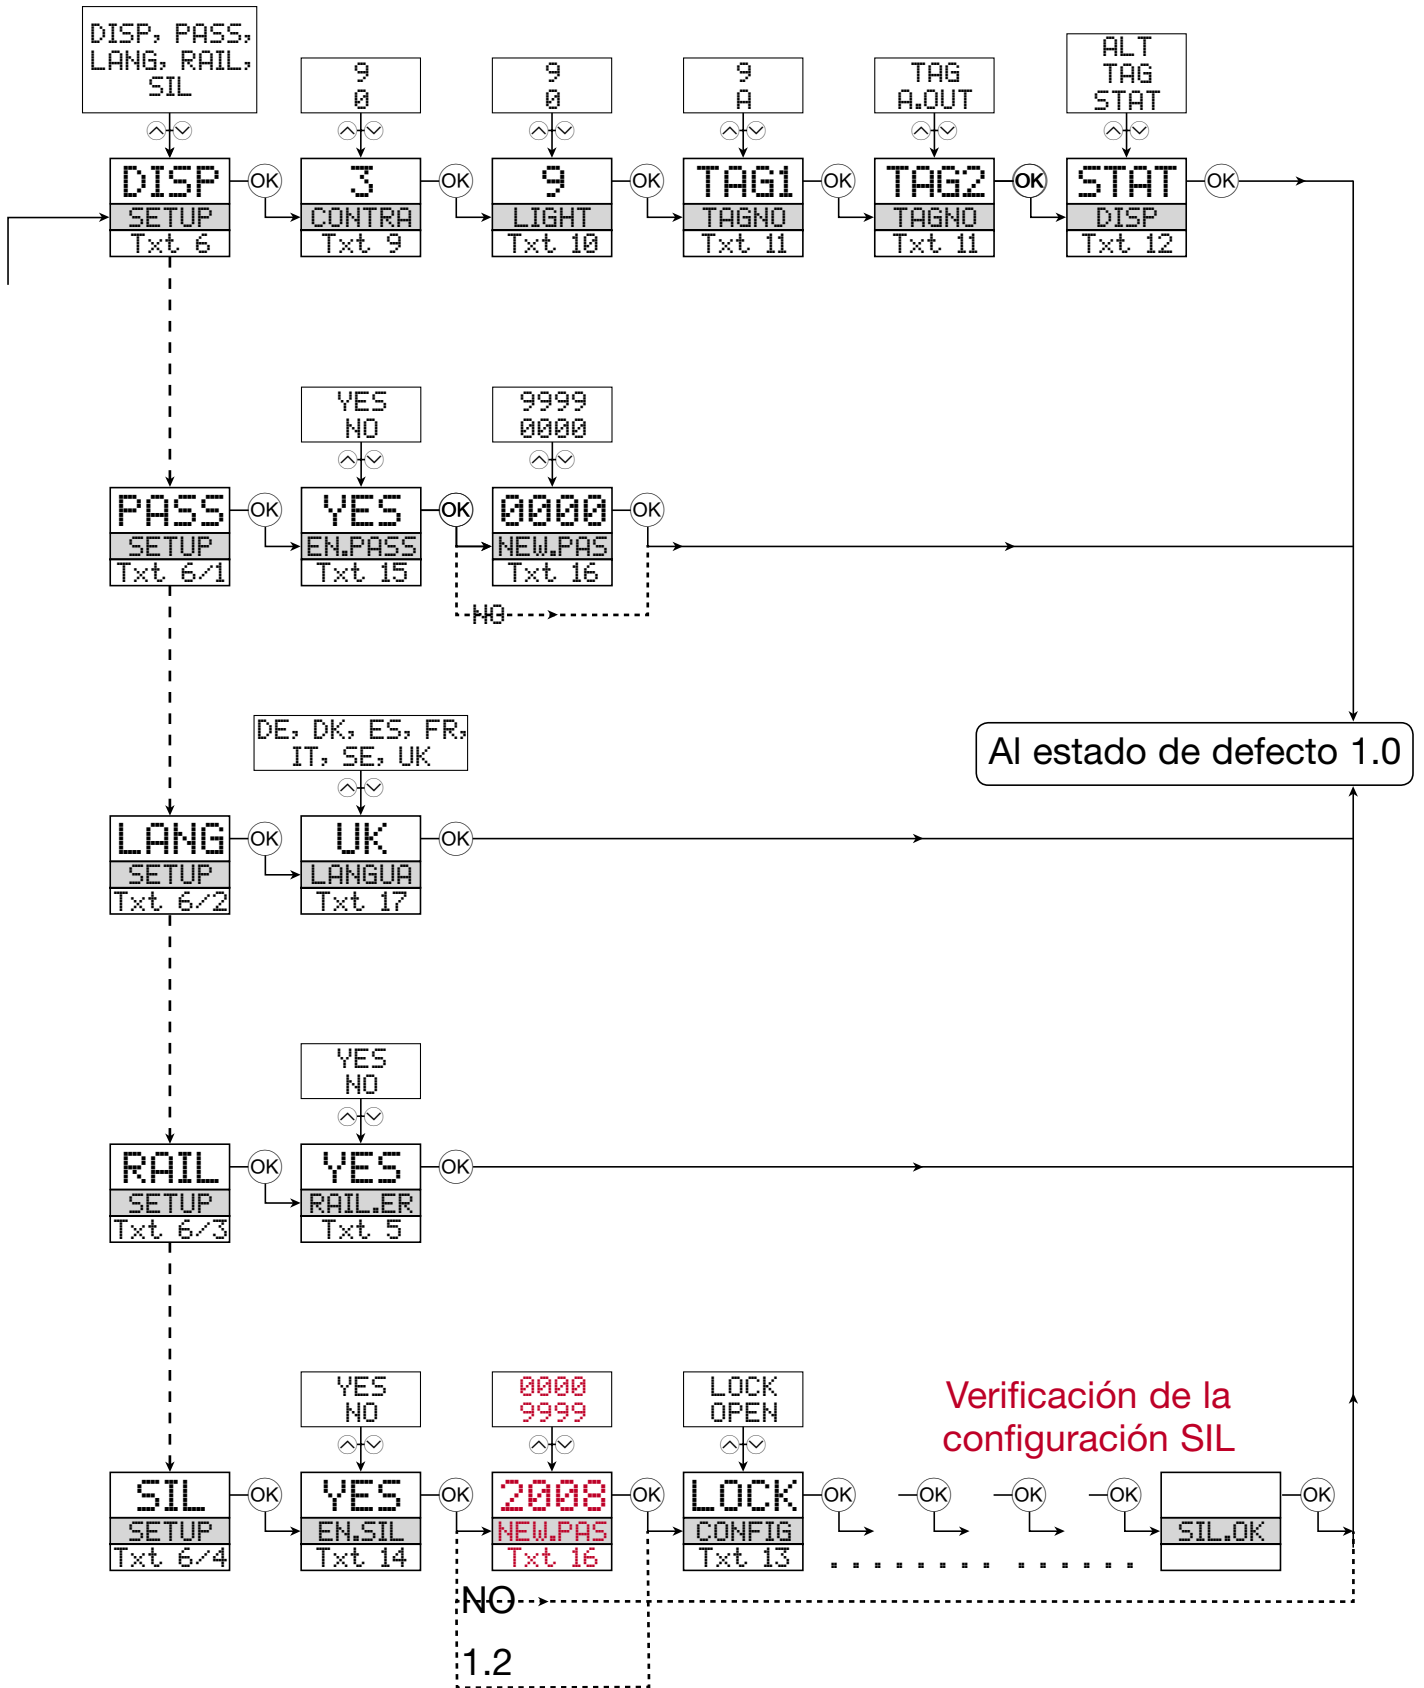 DISP, PASS,
LANG, RAIL,
SIL
9
0
9
0
9
A
TAG
A.OUT
ALT
TAG
STAT
DISP OK 3 OK 9 OK TAG1 OK TAG2 OK STAT OK
SETUP CONTRA LIGHT TAGNO TAGNO DISP
Txt 6 Txt 9 Txt 10 Txt 11 Txt 11 Txt 12
YES
NO
9999
0000
PASS OK YES OK 0000 OK
SETUP EN.PASS NEW.PAS
Txt 6/1 Txt 15 Txt 16
NO
DE, DK, ES, FR,
IT, SE, UK
Al estado de defecto 1.0
LANG OK UK OK
SETUP LANGUA
Txt 6/2 Txt 17
YES
NO
RAIL OK YES OK
SETUP RAIL.ER
Txt 6/3 Txt 5
YES
NO
0000
9999
LOCK
OPEN
Verificación de la
configuración SIL
SIL OK YES OK 2008 OK LOCK OK OK OK OK OK
SETUP EN.SIL NEW.PAS CONFIG SIL.OK
Txt 6/4 Txt 14 Txt 16 Txt 13
NO
1.2